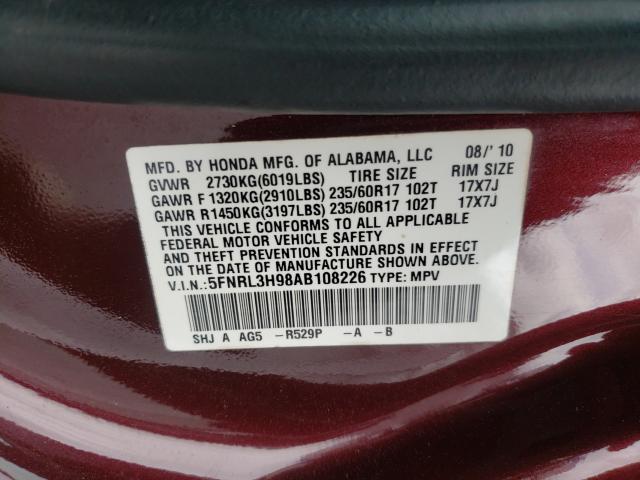 MFD. BY HONDA MFG. OF ALABAMA, LLC 08/' 10
GVWR 2730KG(6019LBS) TIRE SIZE RIM SIZE
GAWR F 1320KG(2910LBS) 235/60R17 102T 17X7J
GAWR R1450KG(3197LBS) 235/60R17 102T 17X7J
THIS VEHICLE CONFORMS TO ALL APPLICABLE
FEDERAL MOTOR VEHICLE SAFETY
AND THEFT PREVENTION STANDARDS IN EFFECT
ON THE DATE OF MANUFACTURE SHOWN ABOVE.
V.I.N.:5FNRL3H98AB108226 TYPE: MPV
SHJ A AG5 -R529P -A -B